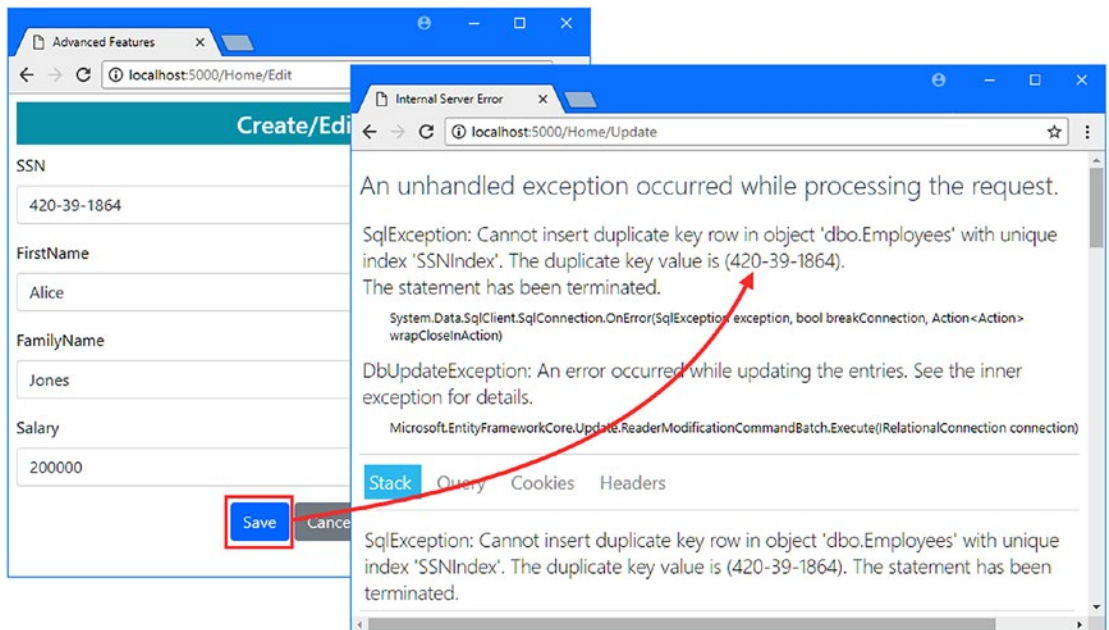 Advanced Features
localhost:5000/Home/Edit
Create/Edi
SSN
420-39-1864
FirstName
Alice
FamilyName
Jones
Salary
200000
Save
Cance
Internal Server Error
localhost:5000/Home/Update
An unhandled exception occurred while processing the request.
SqlException: Cannot insert duplicate key row in object 'dbo.Employees' with unique
index 'SSNIndex'. The duplicate key value is (420-39-1864).
The statement has been terminated.
System.Data.SqlClient.SqlConnection.OnError(SqlException exception, bool breakConnection, Action<Action>
wrapCloseInAction)
DbUpdateException: An error occurred while updating the entries. See the inner
exception for details.
Microsoft.EntityFrameworkCore.Update.ReaderModificationCommandBatch.Execute(IRelationalConnection connection)
Stack Query Cookies Headers
SqlException: Cannot insert duplicate key row in object 'dbo.Employees' with unique
index 'SSNIndex'. The duplicate key value is (420-39-1864). The statement has been
terminated.